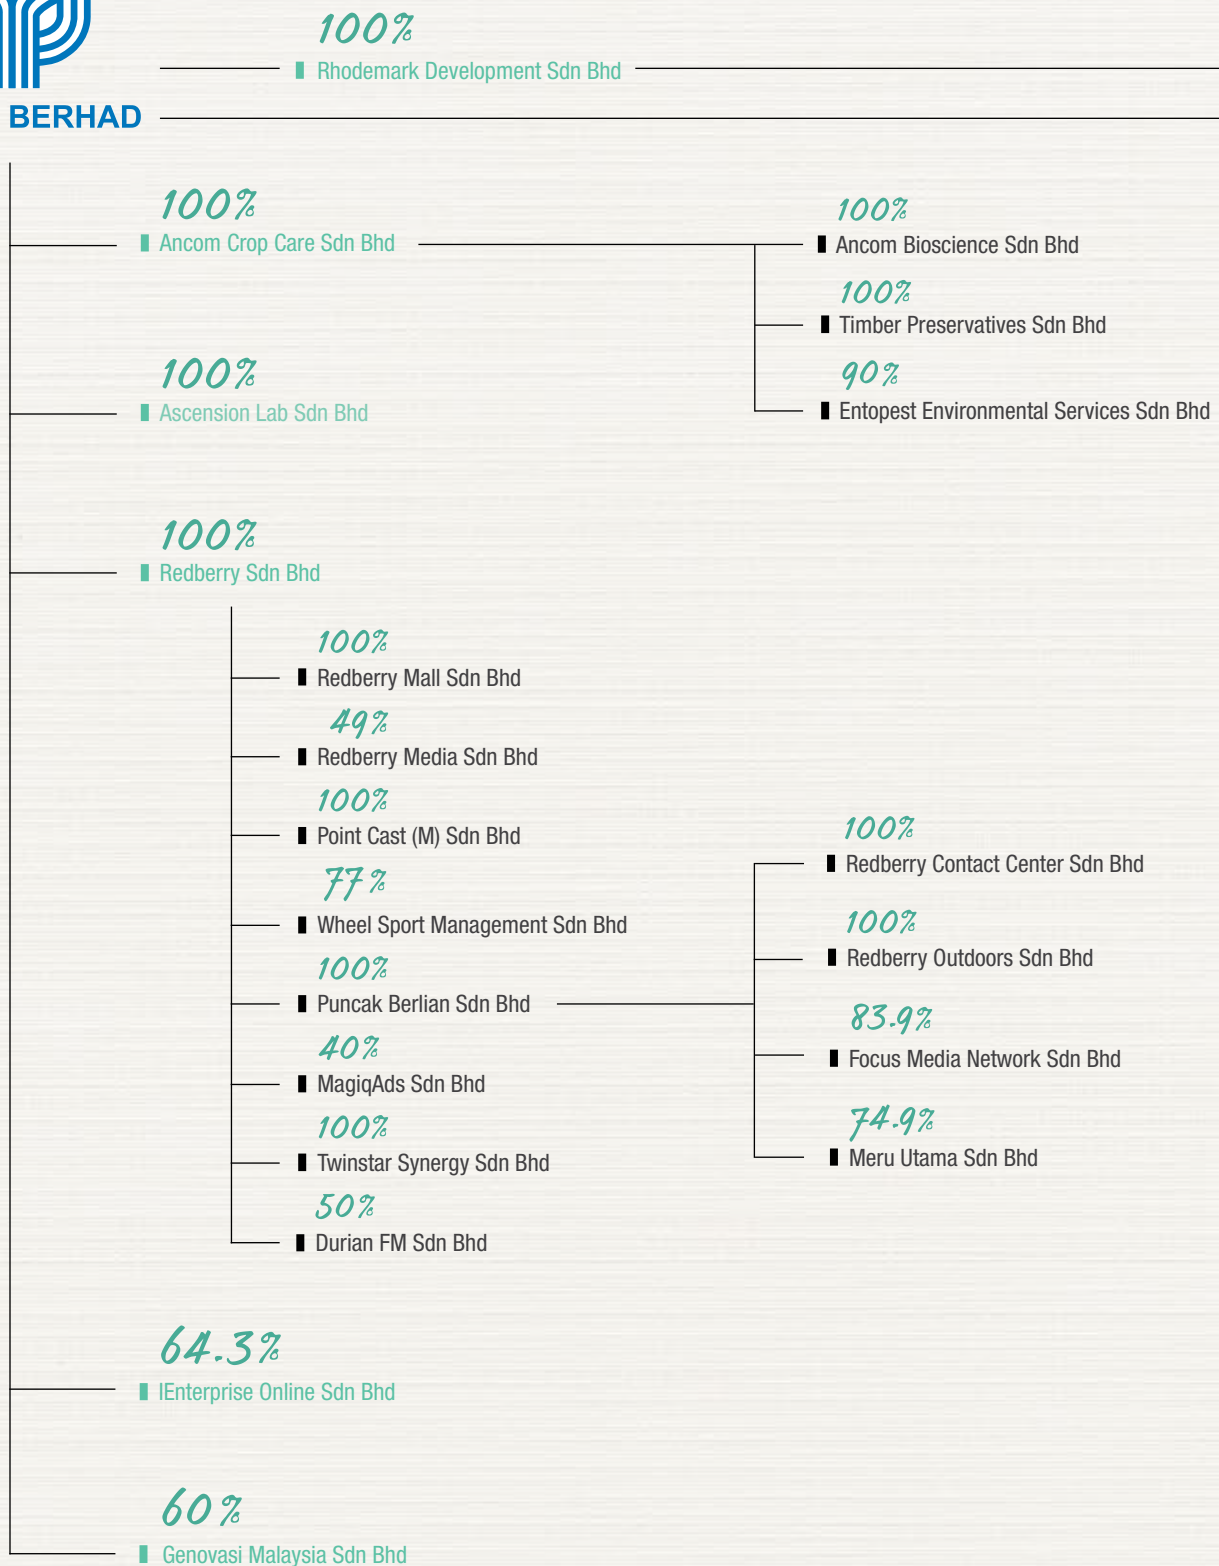 100%
Rhodemark Development Sdn Bhd
BERHAD
100%
Ancom Crop Care Sdn Bhd
100%
Ancom Bioscience Sdn Bhd
100%
Timber Preservatives Sdn Bhd
90%
Entopest Environmental Services Sdn Bhd
100%
Ascension Lab Sdn Bhd
100%
Redberry Sdn Bhd
100%
Redberry Mall Sdn Bhd
49%
Redberry Media Sdn Bhd
100%
Point Cast (M) Sdn Bhd
77%
Wheel Sport Management Sdn Bhd
100%
Puncak Berlian Sdn Bhd
40%
MagiqAds Sdn Bhd
100%
Twinstar Synergy Sdn Bhd
50%
Durian FM Sdn Bhd
100%
Redberry Contact Center Sdn Bhd
100%
Redberry Outdoors Sdn Bhd
83.9%
Focus Media Network Sdn Bhd
74.9%
Meru Utama Sdn Bhd
64.3%
IEnterprise Online Sdn Bhd
60%
Genovasi Malaysia Sdn Bhd